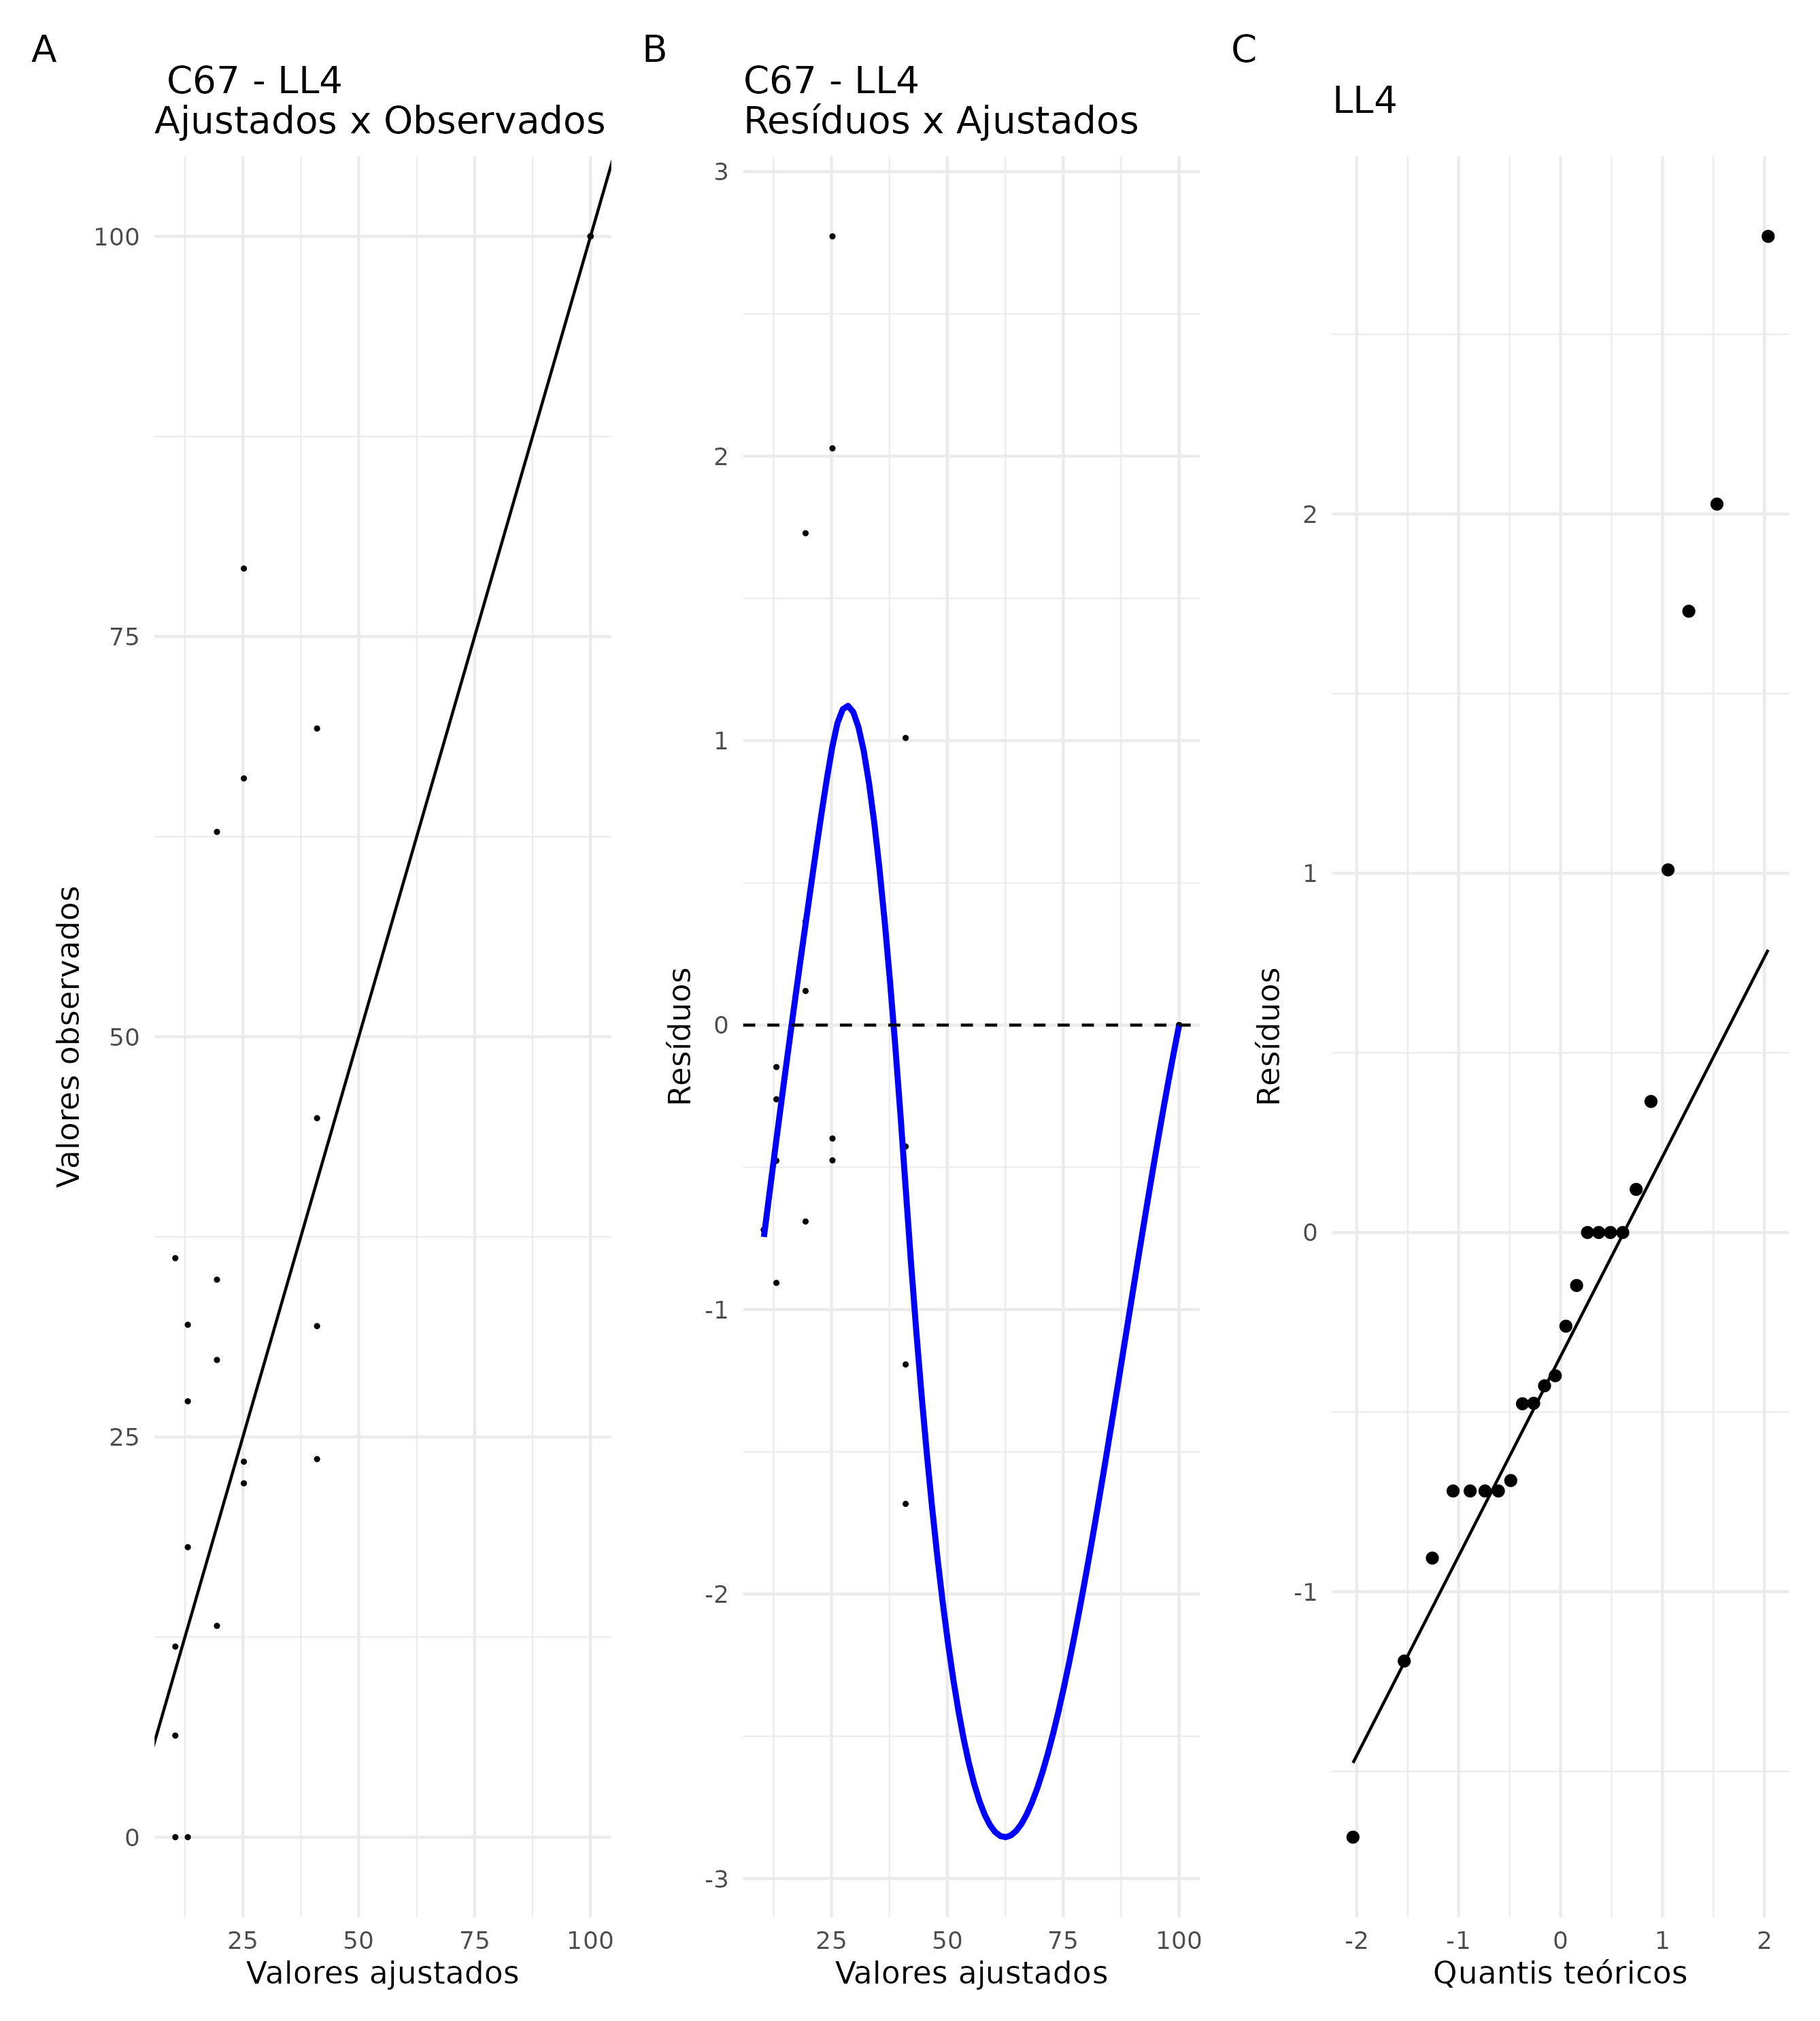 A
C67 - LL4
Ajustados x Observados
Valores observados
100
75
50
25
0
25 50 75 100
Valores ajustados
B
C67 - LL4
Resíduos x Ajustados
Resíduos
3
2
1
0
-1
-2
-3
25 50 75 100
Valores ajustados
C
LL4
Resíduos
2
1
0
-1
-2 -1 0 1 2
Quantis teóricos